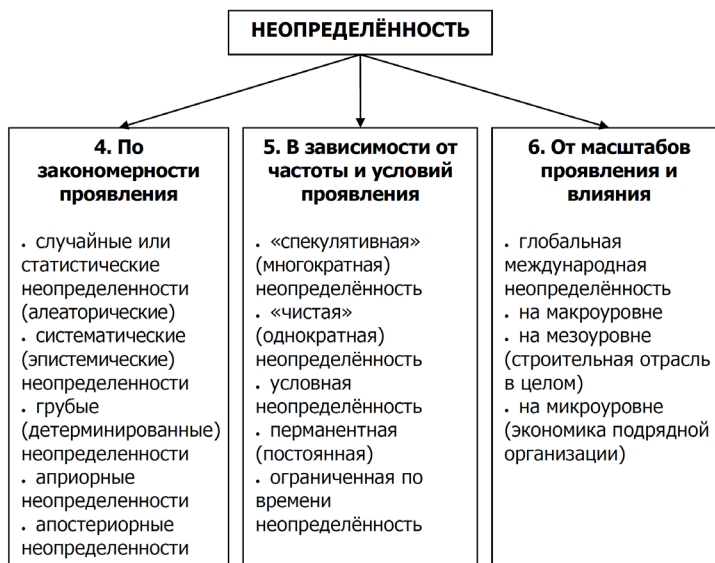 НЕОПРЕДЕЛЁННОСТЬ
4. По
закономерности
проявления
. случайные или
статистические
неопределенности
(алеаторические)
. систематические
(эпистемические)
неопределенности
. грубые
(детерминированные)
неопределенности
. априорные
неопределенности
. апостериорные
неопределенности
5. В зависимости от
частоты и условий
проявления
. «спекулятивная»
(многократная)
неопределённость
. «чистая»
(однократная)
неопределённость
. условная
неопределённость
. перманентная
(постоянная)
. ограниченная по
времени
неопределённость
6. От масштабов
проявления и
влияния
. глобальная
международная
неопределённость
. на макроуровне
. на мезоуровне
(строительная отрасль
в целом)
. на микроуровне
(экономика подрядной
организации)